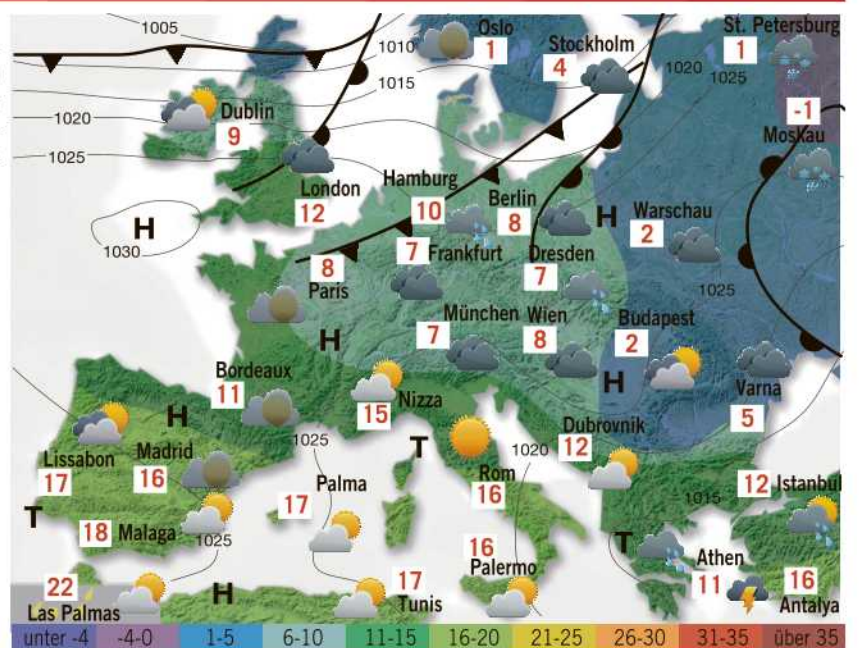 1005
1010
1015
1020
1025
1030
H
Oslo
1
Stockholm
4
St. Petersburg
1
1020
1025
-1
Moskau
Dublin
9
London
12
Hamburg
10
Berlin
8
H
Warschau
2
8
Paris
7
Frankfurt
Dresden
7
1025
H
München
7
Wien
8
Budapest
2
H
Bordeaux
11
15
Nizza
Varna
5
H
Lissabon
17
Madrid
16
1025
T
Rom
16
1020
Dubrovnik
12
1015
12
Istanbul
Palma
17
T
18
Malaga
1025
16
Palermo
T
Athen
11
16
Antalya
22
Las Palmas
H
17
Tunis
unter -4
-4-0
1-5
6-10
11-15
16-20
21-25
26-30
31-35
über 35